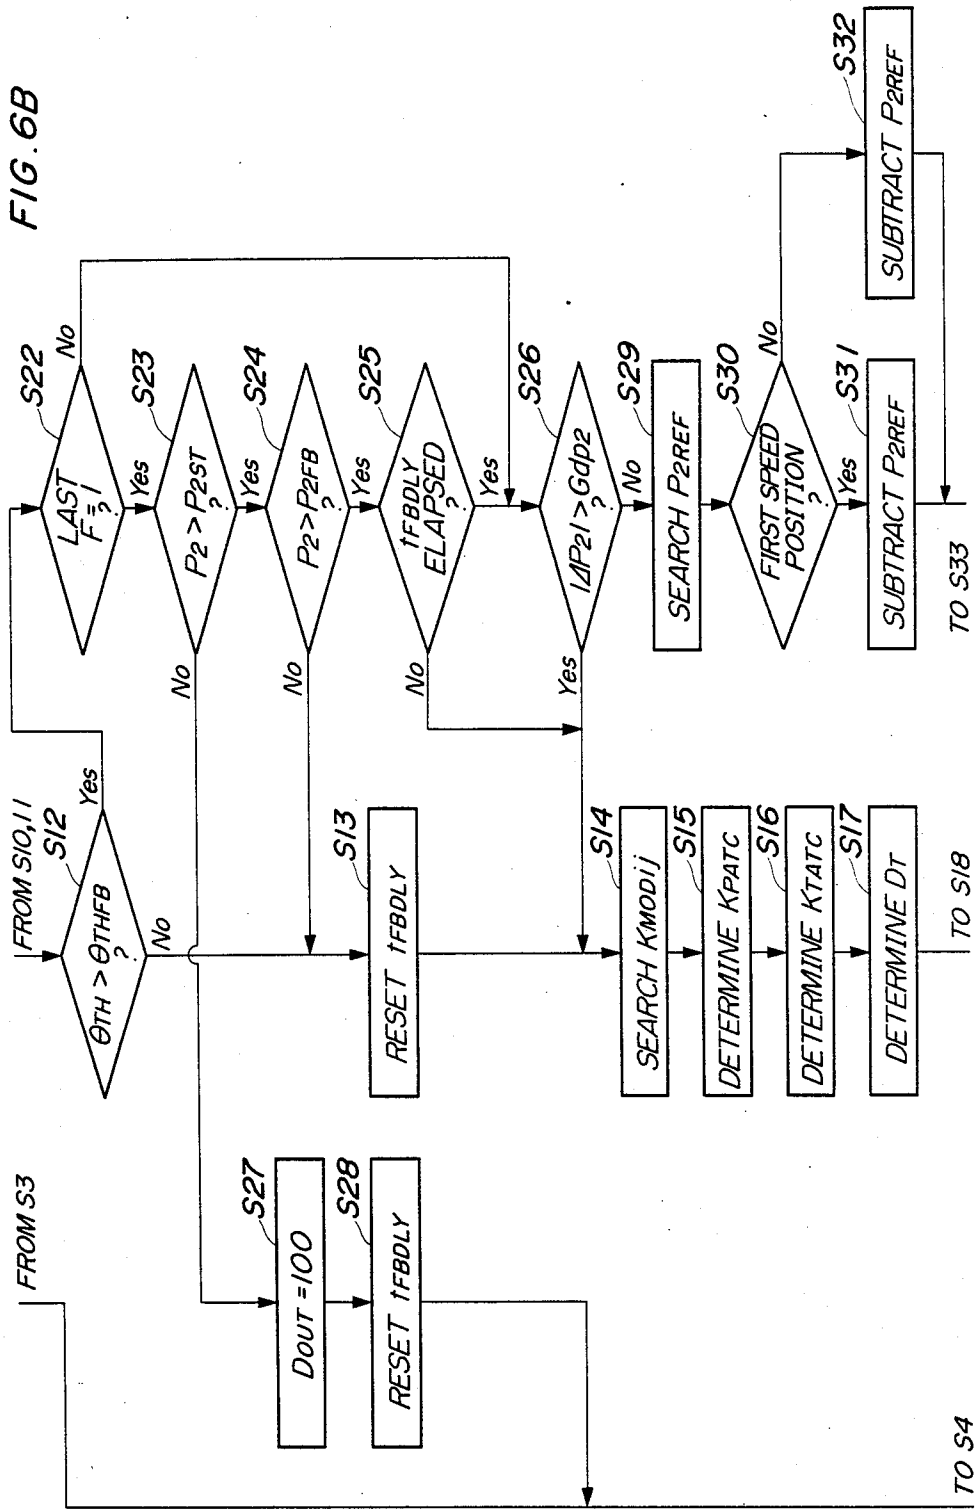 FIG. 6B
FROM S3
FROM S10,11
S12
θTH > θTHFB
?
Yes
No
S22
LAST
F = 1
?
No
Yes
S23
P2 > P2ST
?
No
Yes
S24
P2 > P2FB
?
No
Yes
S25
tFBDLY
ELAPSED
?
No
Yes
S26
|ΔP2| > Gdp2
?
Yes
No
S27
DOUT = 100
S28
RESET tFBDLY
S13
RESET tFBDLY
S14
SEARCH KMODij
S15
DETERMINE KPATC
S16
DETERMINE KTATC
S17
DETERMINE DT
S29
SEARCH P2REF
S30
FIRST SPEED
POSITION
?
No
Yes
S31
SUBTRACT P2REF
S32
SUBTRACT P2REF
TO S4
TO S18
TO S33